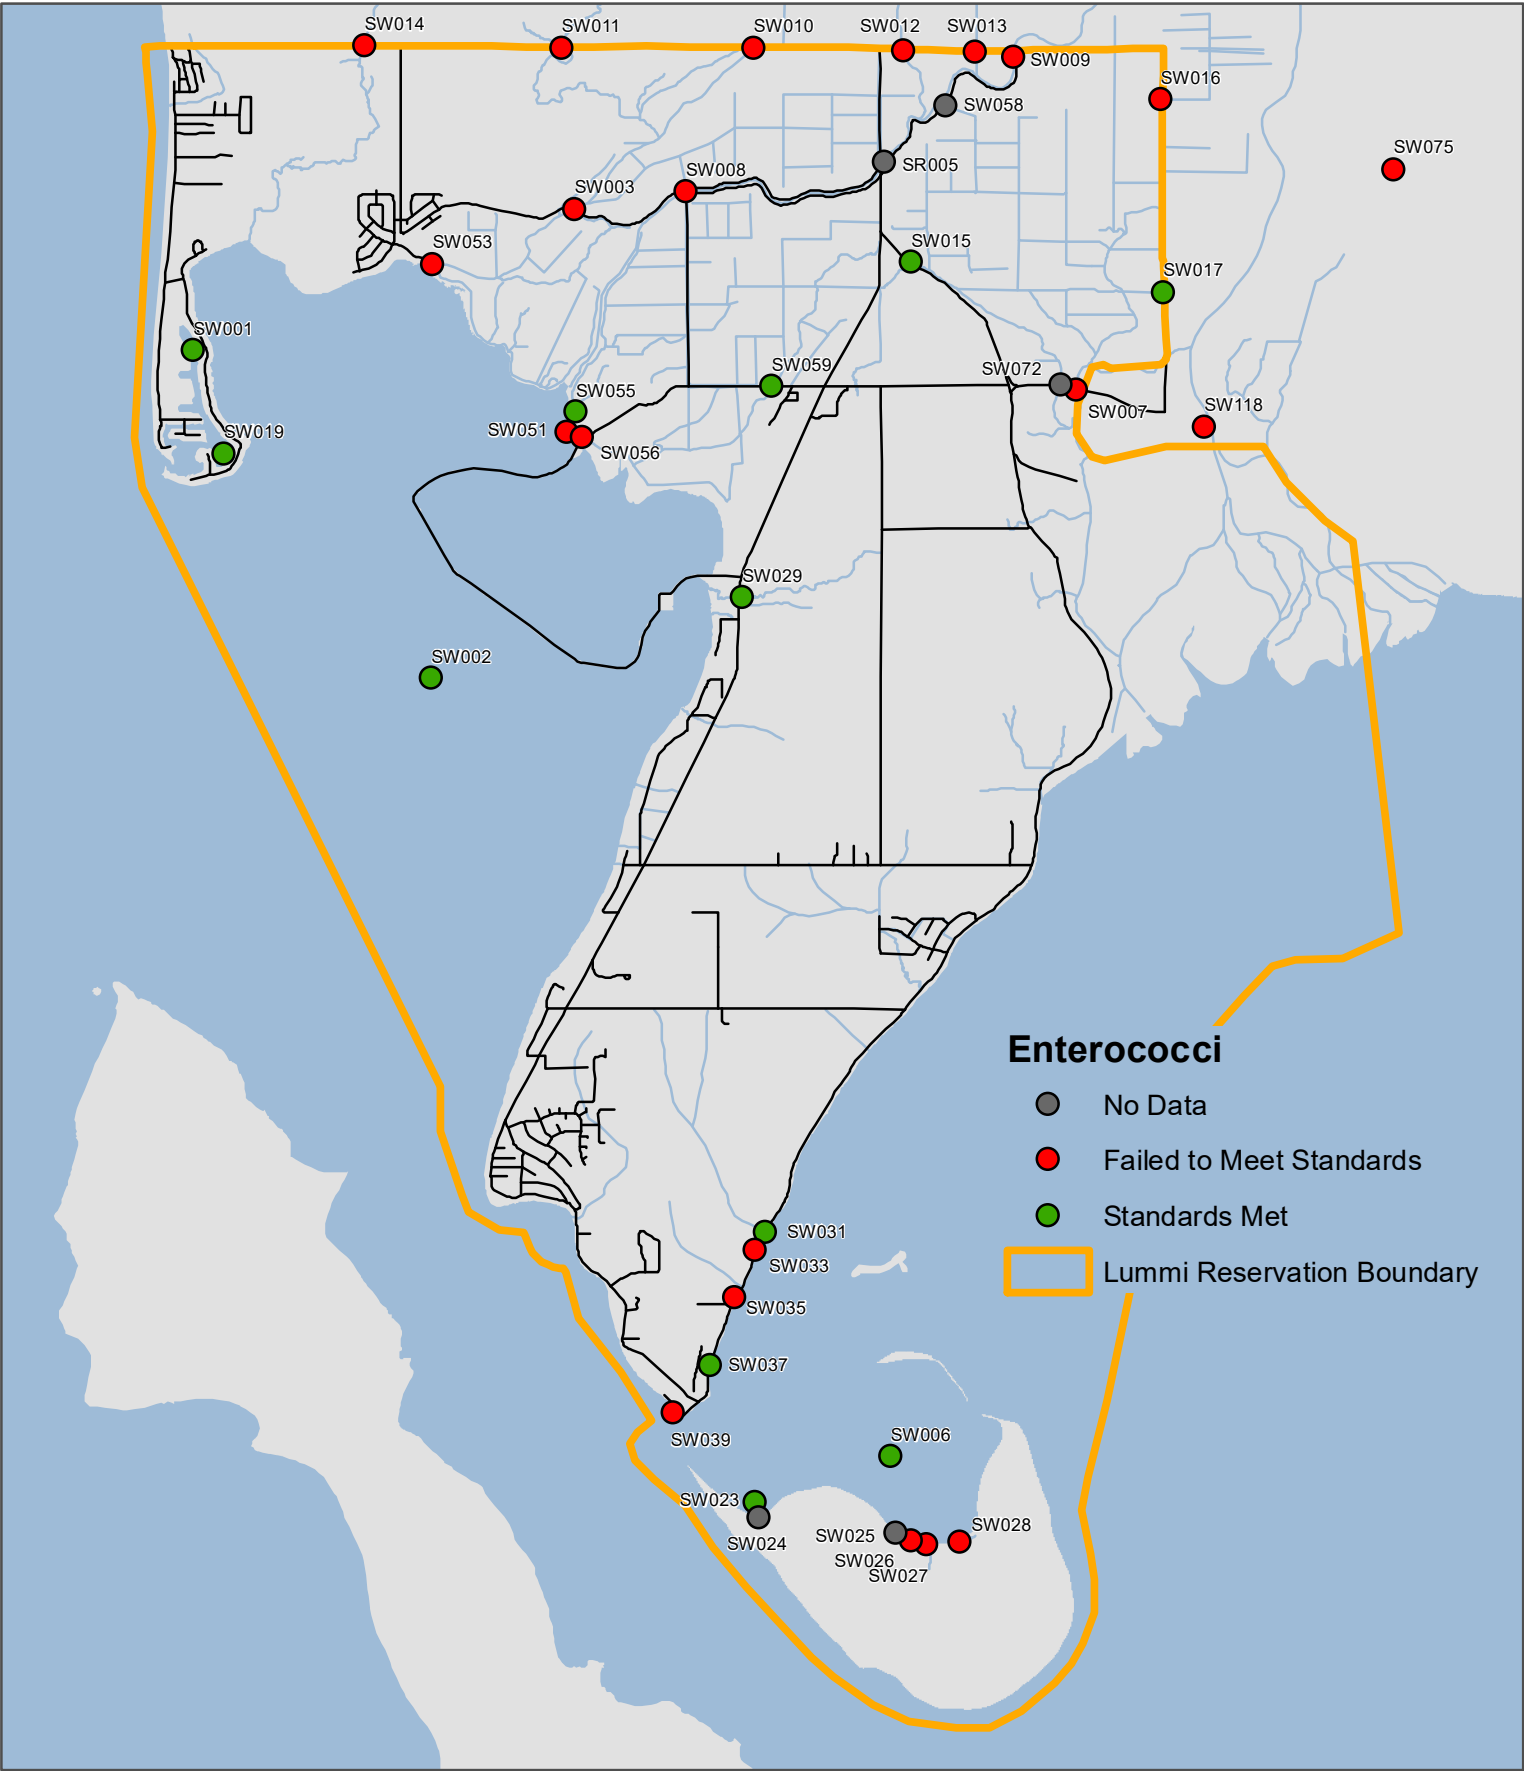 SW014
SW011
SW010
SW012
SW013
SW009
SW016
SW058
SW075
SR005
SW008
SW003
SW053
SW015
SW017
SW001
SW059
SW072
SW007
SW118
SW055
SW051
SW056
SW019
SW029
SW002
Enterococci
No Data
Failed to Meet Standards
Standards Met
Lummi Reservation Boundary
SW031
SW033
SW035
SW037
SW039
SW006
SW023
SW024
SW025
SW028
SW026
SW027